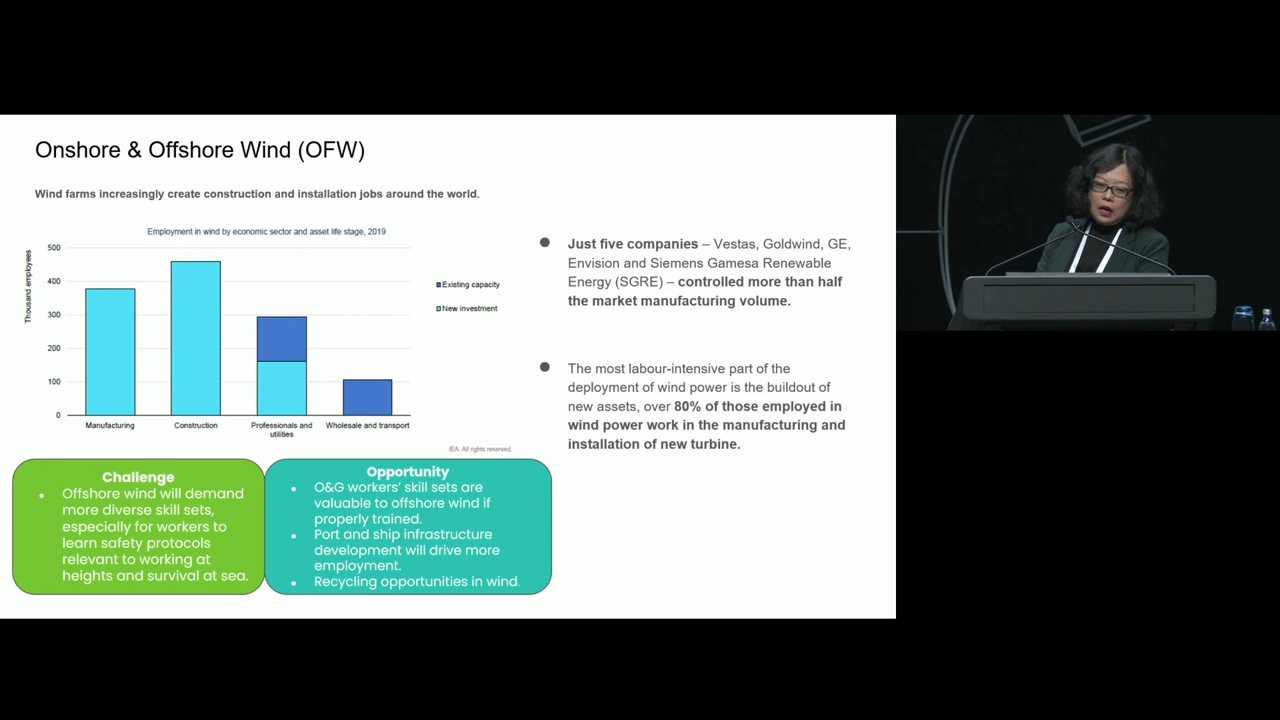 Onshore & Offshore Wind (OFW)
Wind farms increasingly create construction and installation jobs around the world.
Employment in wind by economic sector and asset life stage, 2019
Thousand employees
500
400
300
200
100
0
Manufacturing
Construction
Professionals and
utilities
Wholesale and transport
Existing capacity
New investment
IEA. All rights reserved.
Challenge
• Offshore wind will demand
more diverse skill sets,
especially for workers to
learn safety protocols
relevant to working at
heights and survival at sea.
Opportunity
• O&G workers' skill sets are
valuable to offshore wind if
properly trained.
• Port and ship infrastructure
development will drive more
employment.
• Recycling opportunities in wind.
● Just five companies – Vestas, Goldwind, GE,
Envision and Siemens Gamesa Renewable
Energy (SGRE) – controlled more than half
the market manufacturing volume.
● The most labour-intensive part of the
deployment of wind power is the buildout of
new assets, over 80% of those employed in
wind power work in the manufacturing and
installation of new turbine.